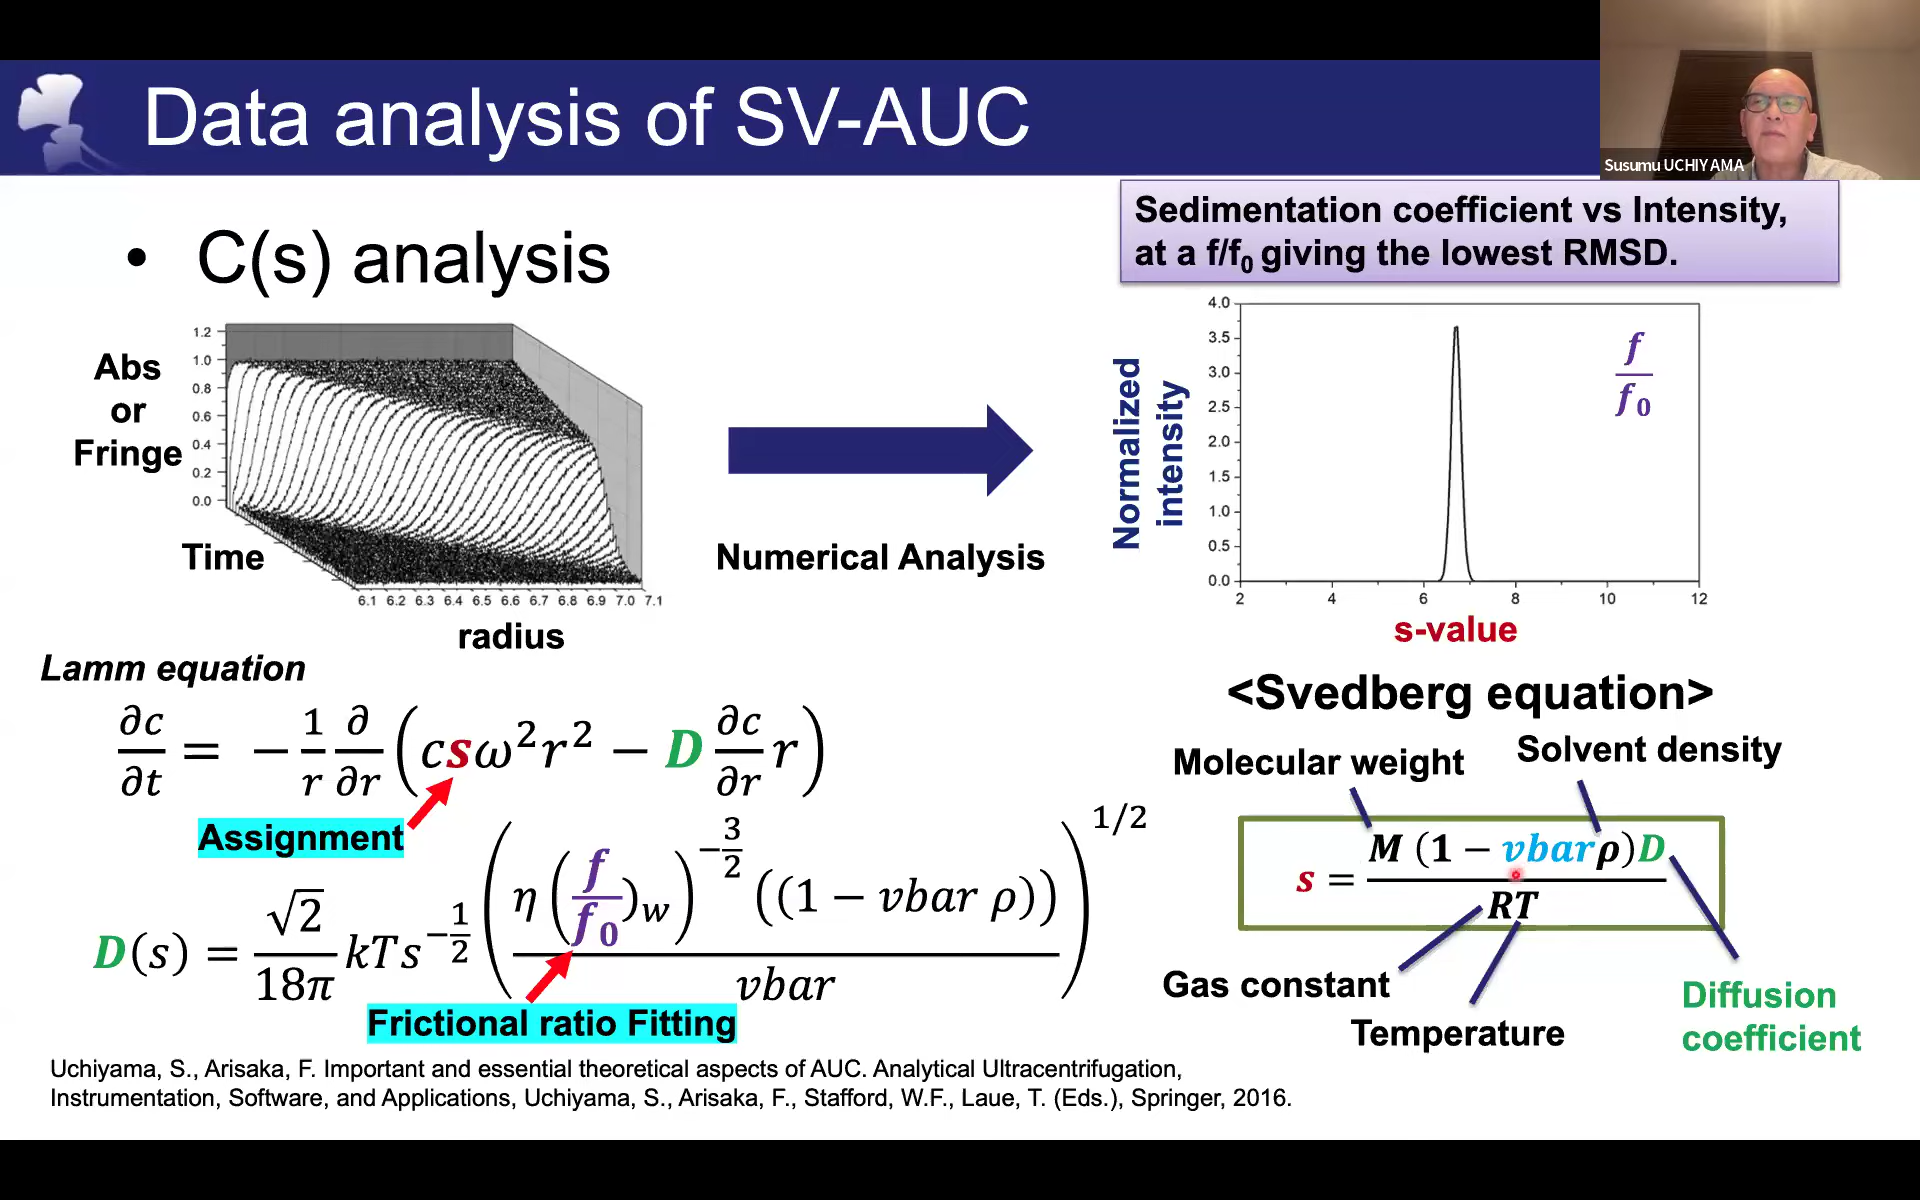 Data analysis of SV-AUC
Susumu UCHIYAMA
• C(s) analysis
Sedimentation coefficient vs Intensity,
at a f/f₀ giving the lowest RMSD.
Abs
or
Fringe
1.2
1.0
0.8
0.6
0.4
0.2
0.0
Time
6.1 6.2 6.3 6.4 6.5 6.6 6.7 6.8 6.9 7.0 7.1
radius
Numerical Analysis
Normalized
intensity
4.0
3.5
3.0
2.5
2.0
1.5
1.0
0.5
0.0
2 4 6 8 10 12
s-value
f/f₀
Lamm equation
∂c/∂t = − 1/r ∂/∂r (csω²r² − D ∂c/∂r r)
Assignment
D(s) = √2/18π kTs^(−1/2) (η(f/f₀)w)^(−3/2) ((1 − vbar ρ)) / vbar)^(1/2)
Frictional ratio Fitting
<Svedberg equation>
Molecular weight
Solvent density
s = M (1 − vbarρ)D / RT
Gas constant
Temperature
Diffusion
coefficient
Uchiyama, S., Arisaka, F. Important and essential theoretical aspects of AUC. Analytical Ultracentrifugation,
Instrumentation, Software, and Applications, Uchiyama, S., Arisaka, F., Stafford, W.F., Laue, T. (Eds.), Springer, 2016.